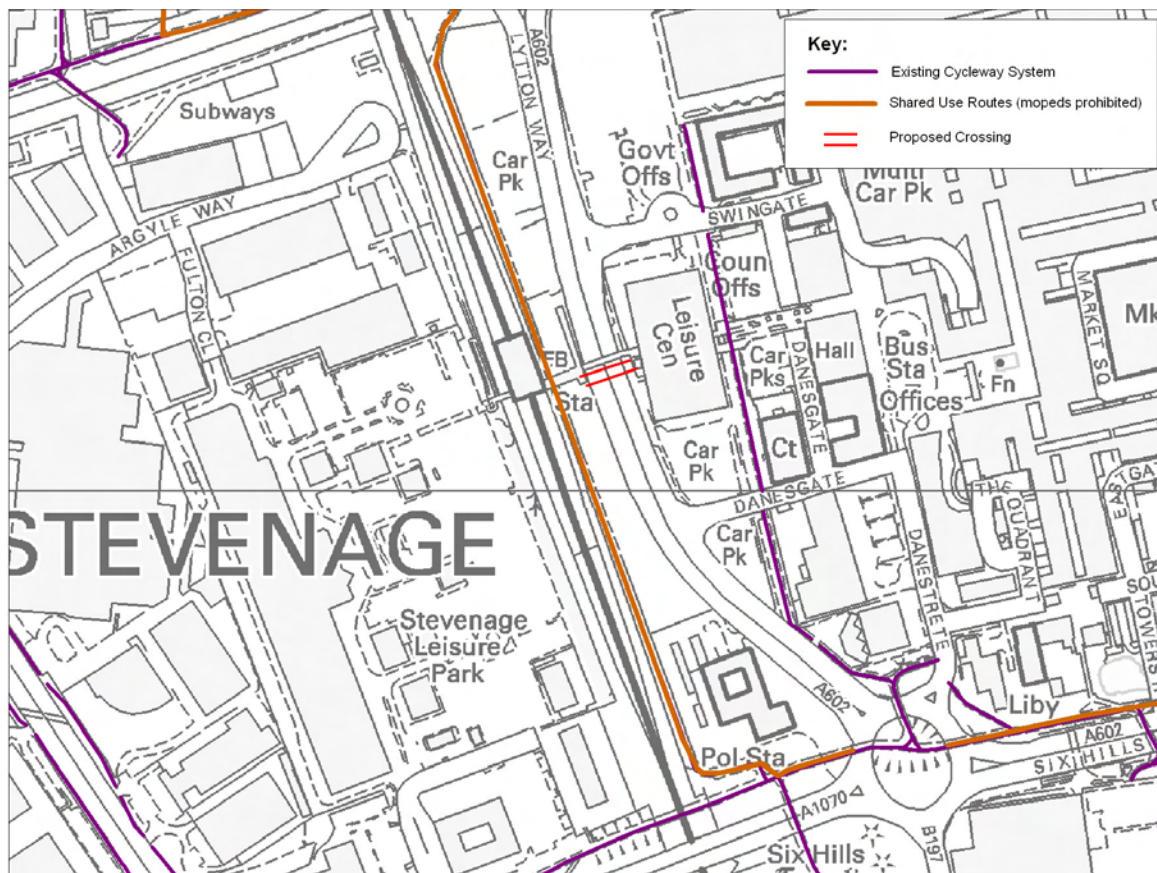 Key:
Existing Cycleway System
Shared Use Routes (mopeds prohibited)
Proposed Crossing
LYTTON WAY
A602
Subways
Car
Pk
Govt
Offs
Multi
Car Pk
SWINGATE
ARGYLE WAY
FULTON CL
Coun
Offs
Leisure
Cen
MARKET SQ
Mk
FB
Sta
Car
Pks
DANESGATE
Hall
Bus
Sta
Offices
Fn
Car
Pk
Ct
DANESGATE
THE QUADRANT
STEVENAGE
Car
Pk
DANESTRETE
Stevenage
Leisure
Park
A602
Liby
Pol Sta
A602
SIX HILLS
A1070
B197
Six Hills